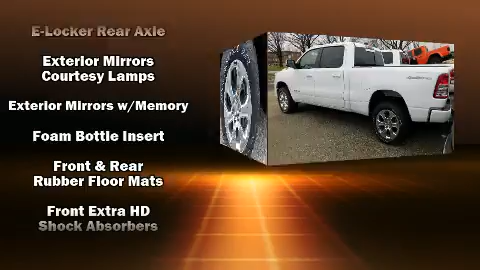 E-Locker Rear Axle
Exterior Mirrors
Courtesy Lamps
Exterior Mirrors w/Memory
Foam Bottle Insert
Front & Rear
Rubber Floor Mats
Front Extra HD
Shock Absorbers